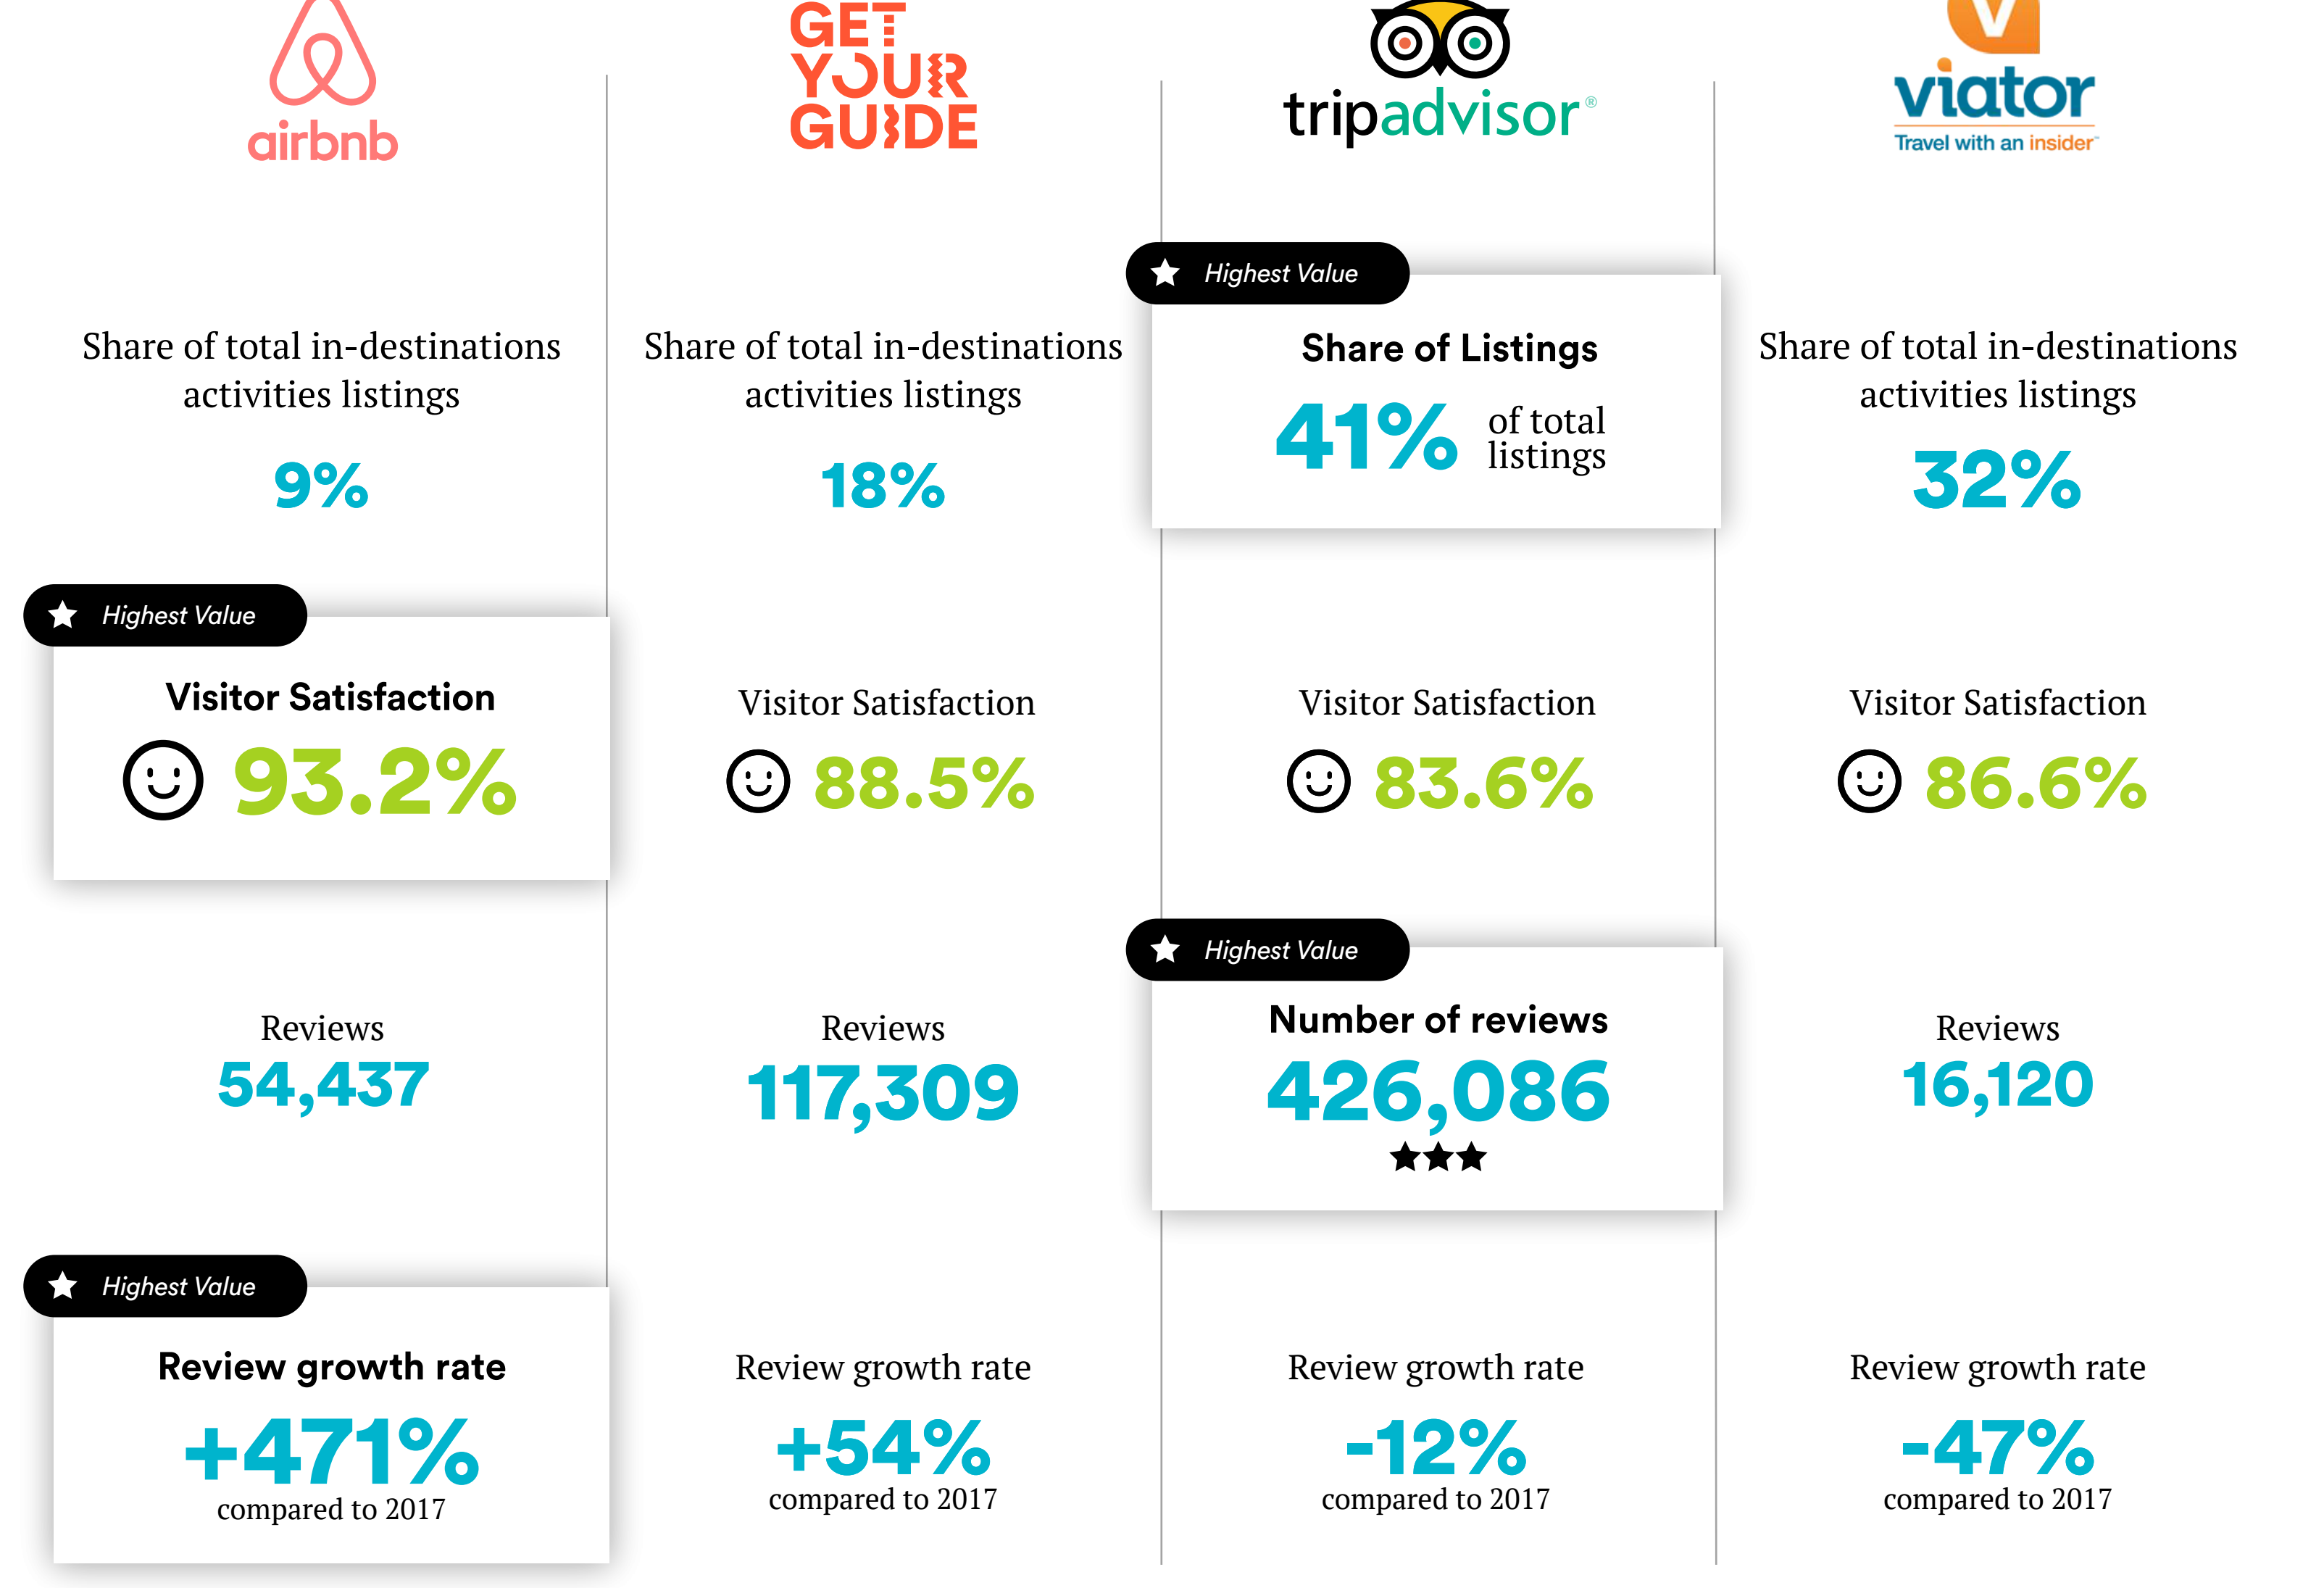 airbnb
GET
YOUR
GUIDE
tripadvisor®
viator
Travel with an insider™
Share of total in-destinations
activities listings
9%
Share of total in-destinations
activities listings
18%
Highest Value
Share of Listings
41% of total
listings
Share of total in-destinations
activities listings
32%
Highest Value
Visitor Satisfaction
93.2%
Visitor Satisfaction
88.5%
Visitor Satisfaction
83.6%
Visitor Satisfaction
86.6%
Reviews
54,437
Reviews
117,309
Highest Value
Number of reviews
426,086
Reviews
16,120
Highest Value
Review growth rate
+471%
compared to 2017
Review growth rate
+54%
compared to 2017
Review growth rate
-12%
compared to 2017
Review growth rate
-47%
compared to 2017